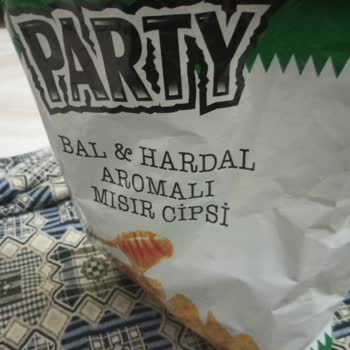 PARTY
BAL & HARDAL
AROMALI
MISIR CİPSİ